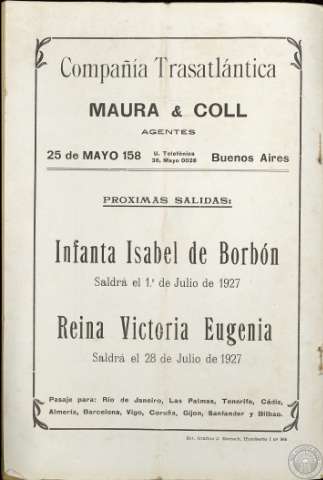 Compañía Trasatlántica
MAURA & COLL
AGENTES
25 de MAYO 158 U. Telefónica 38, Mayo 0028 Buenos Aires
PROXIMAS SALIDAS:
Infanta Isabel de Borbón
Saldrá el 1.º de Julio de 1927
Reina Victoria Eugenia
Saldrá el 28 de Julio de 1927
Pasaje para: Río de Janeiro, Las Palmas, Tenerife, Cádiz,
Almería, Barcelona, Vigo, Coruña, Gijon, Santander y Bilbao.